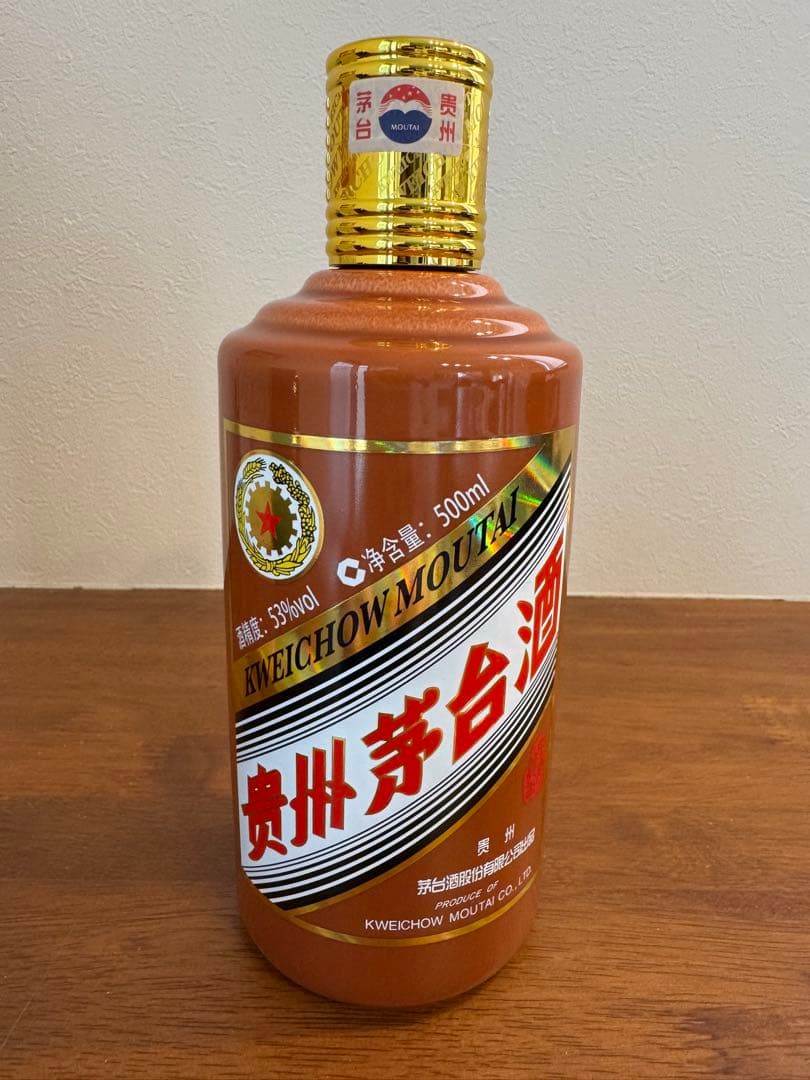 茅台
MOUTAI
贵州
净含量：500ml
酒精度：53%vol
KWEICHOW MOUTAI
贵州茅台酒
贵州
茅台酒股份有限公司出品
PRODUCE OF
KWEICHOW MOUTAI CO., LTD.